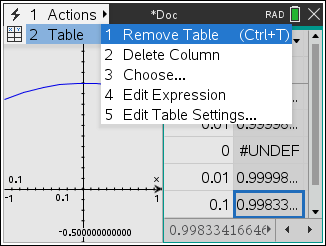 1 Actions
*Doc
RAD
2 Table
1 Remove Table (Ctrl+T)
2 Delete Column
3 Choose...
4 Edit Expression
5 Edit Table Settings...
0.01 0.99998...
0 #UNDEF
0.01 0.99998...
0.1 0.99833...
0.1 x
-1 0.1 1
-0.500000000000
0.99833416646